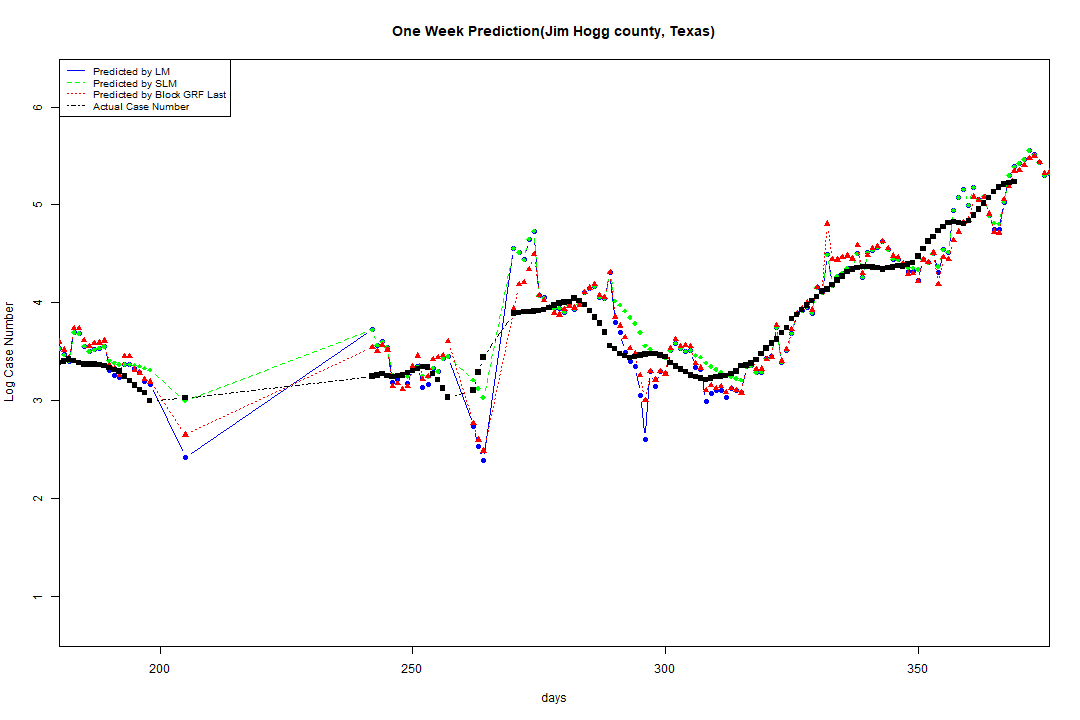 One Week Prediction(Jim Hogg county, Texas)
Predicted by LM
Predicted by SLM
Predicted by Block GRF Last
Actual Case Number
6
5
4
3
2
1
Log Case Number
200 250 300 350
days